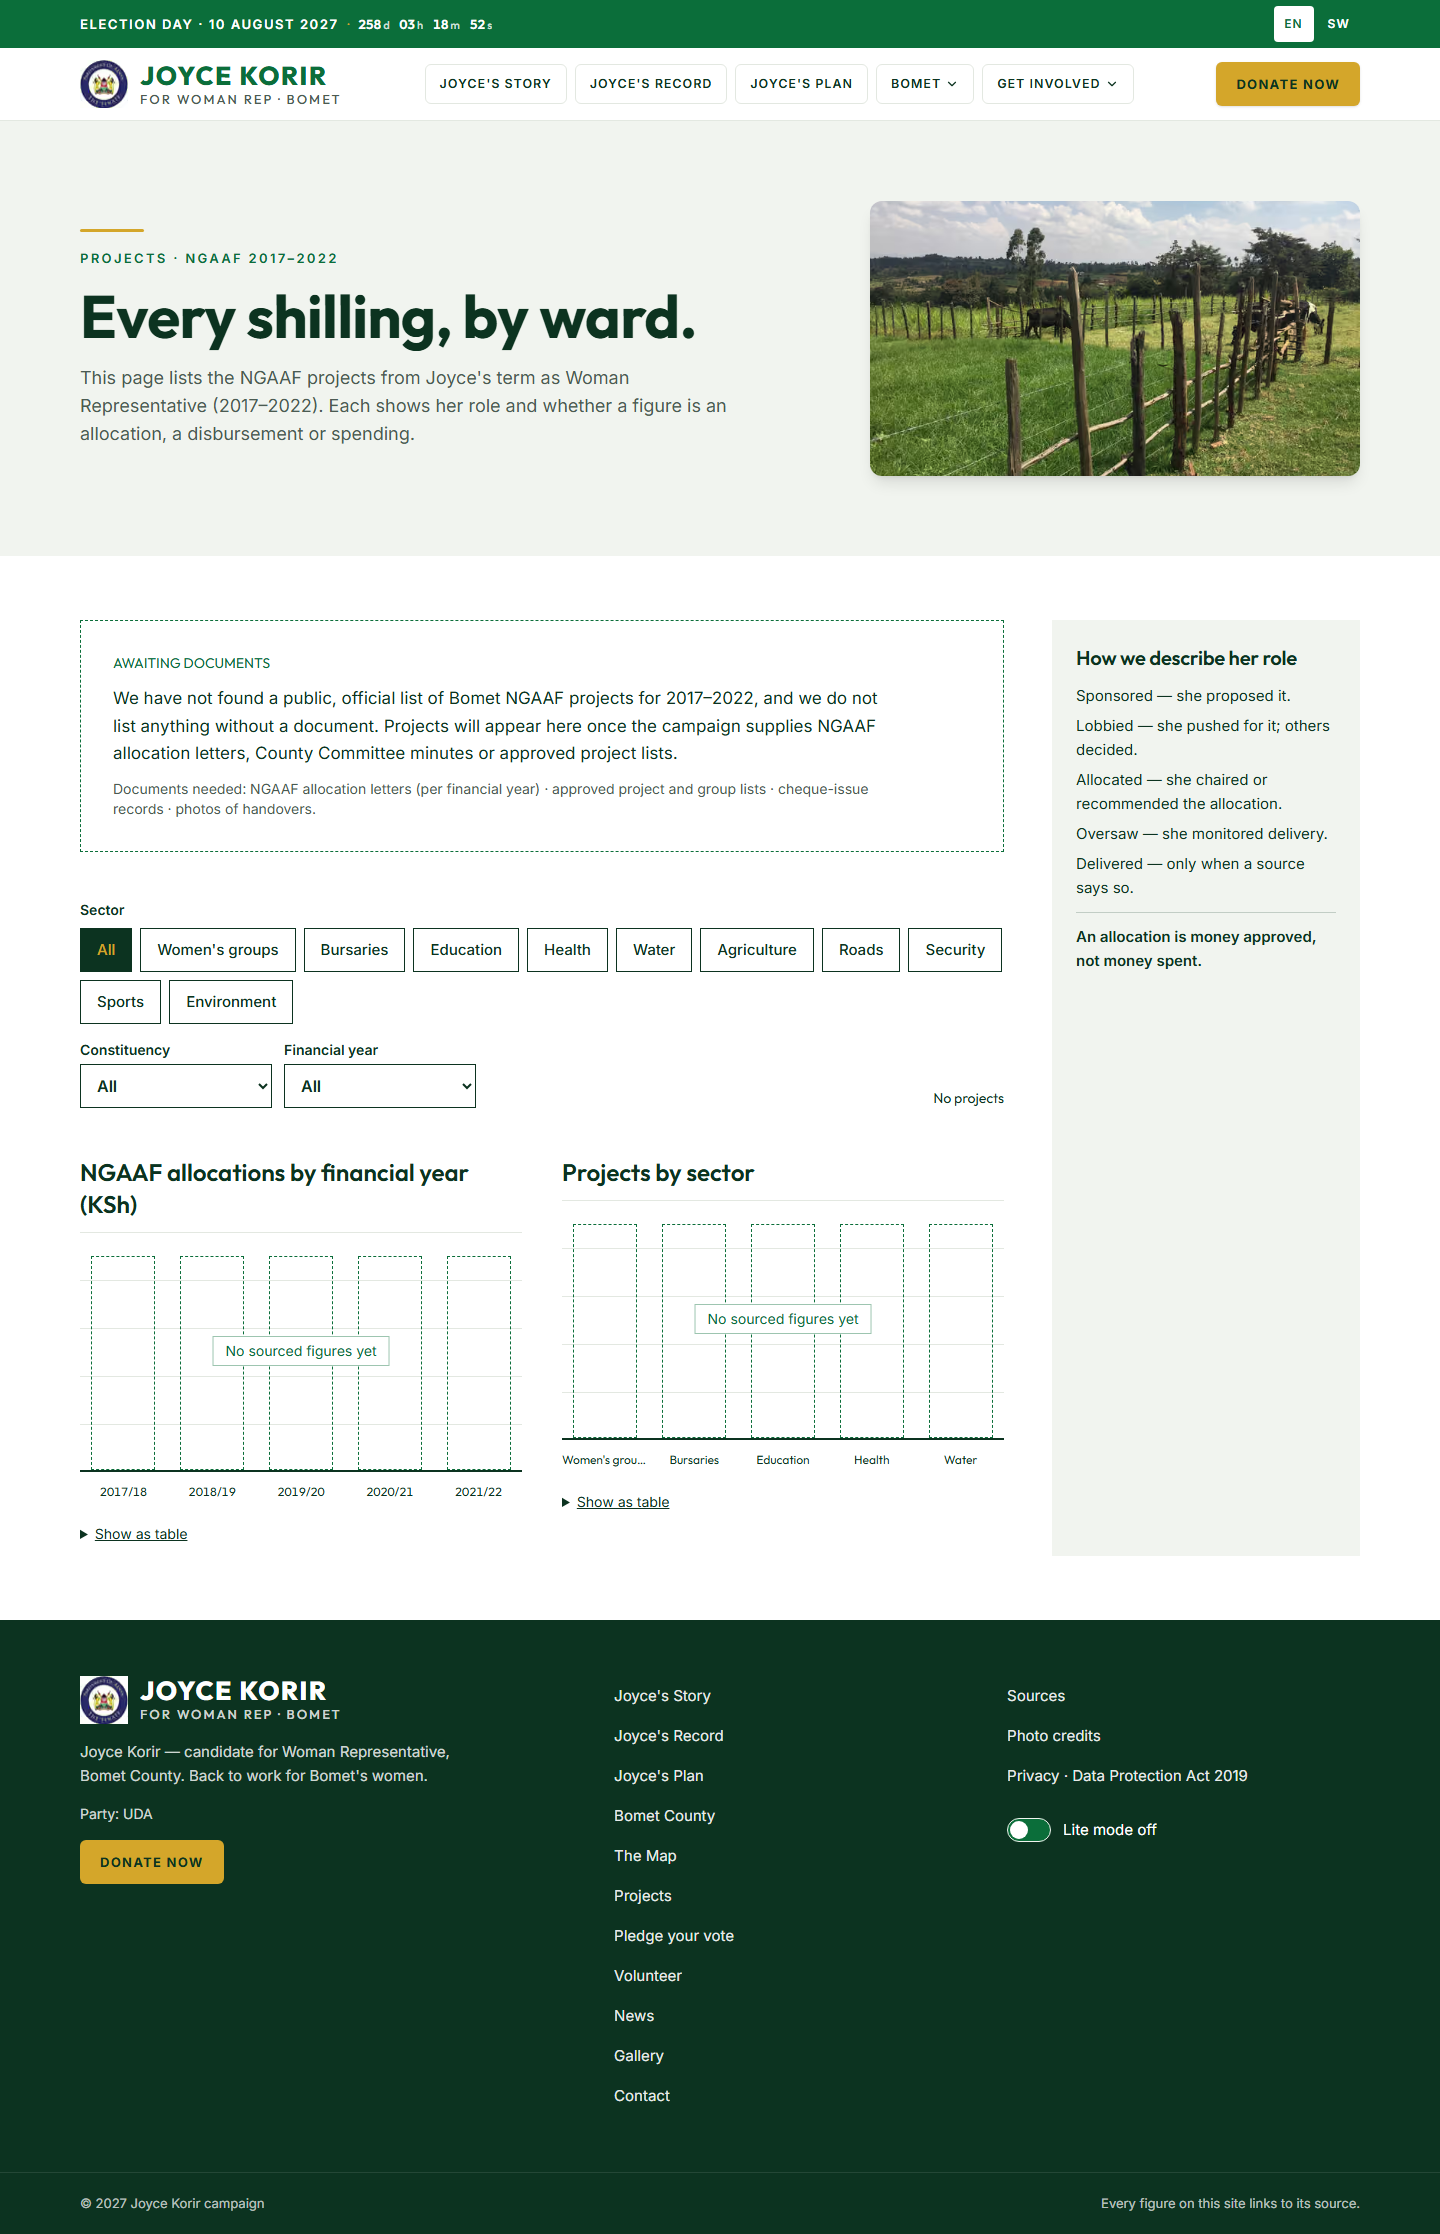 ELECTION DAY · 10 AUGUST 2027 · 258d 03h 18m 52s
EN SW
JOYCE KORIR
FOR WOMAN REP · BOMET
JOYCE'S STORY
JOYCE'S RECORD
JOYCE'S PLAN
BOMET
GET INVOLVED
DONATE NOW
PROJECTS · NGAAF 2017–2022
Every shilling, by ward.
This page lists the NGAAF projects from Joyce's term as Woman
Representative (2017–2022). Each shows her role and whether a figure is an
allocation, a disbursement or spending.
AWAITING DOCUMENTS
We have not found a public, official list of Bomet NGAAF projects for 2017–2022, and we do not
list anything without a document. Projects will appear here once the campaign supplies NGAAF
allocation letters, County Committee minutes or approved project lists.
Documents needed: NGAAF allocation letters (per financial year) · approved project and group lists · cheque-issue
records · photos of handovers.
How we describe her role
Sponsored — she proposed it.
Lobbied — she pushed for it; others
decided.
Allocated — she chaired or
recommended the allocation.
Oversaw — she monitored delivery.
Delivered — only when a source
says so.
An allocation is money approved,
not money spent.
Sector
All Women's groups Bursaries Education Health Water Agriculture Roads Security
Sports Environment
Constituency Financial year
All All
No projects
NGAAF allocations by financial year
(KSh)
No sourced figures yet
2017/18 2018/19 2019/20 2020/21 2021/22
Show as table
Projects by sector
No sourced figures yet
Women's grou... Bursaries Education Health Water
Show as table
JOYCE KORIR
FOR WOMAN REP · BOMET
Joyce Korir — candidate for Woman Representative,
Bomet County. Back to work for Bomet's women.
Party: UDA
DONATE NOW
Joyce's Story
Joyce's Record
Joyce's Plan
Bomet County
The Map
Projects
Pledge your vote
Volunteer
News
Gallery
Contact
Sources
Photo credits
Privacy · Data Protection Act 2019
Lite mode off
© 2027 Joyce Korir campaign
Every figure on this site links to its source.